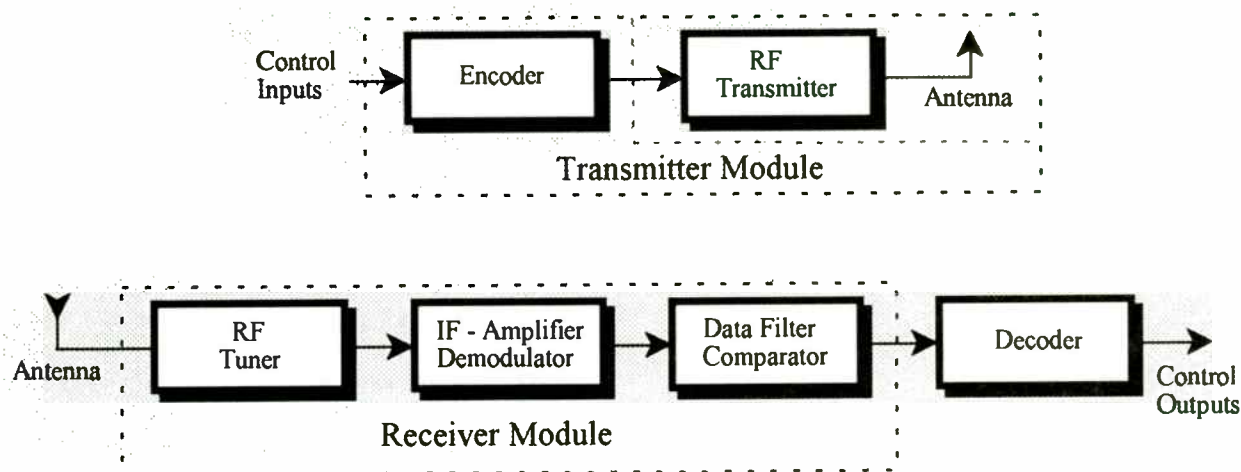 Control
Inputs
Encoder
RF
Transmitter
Antenna
Transmitter Module
Antenna
RF
Tuner
IF - Amplifier
Demodulator
Data Filter
Comparator
Decoder
Control
Outputs
Receiver Module